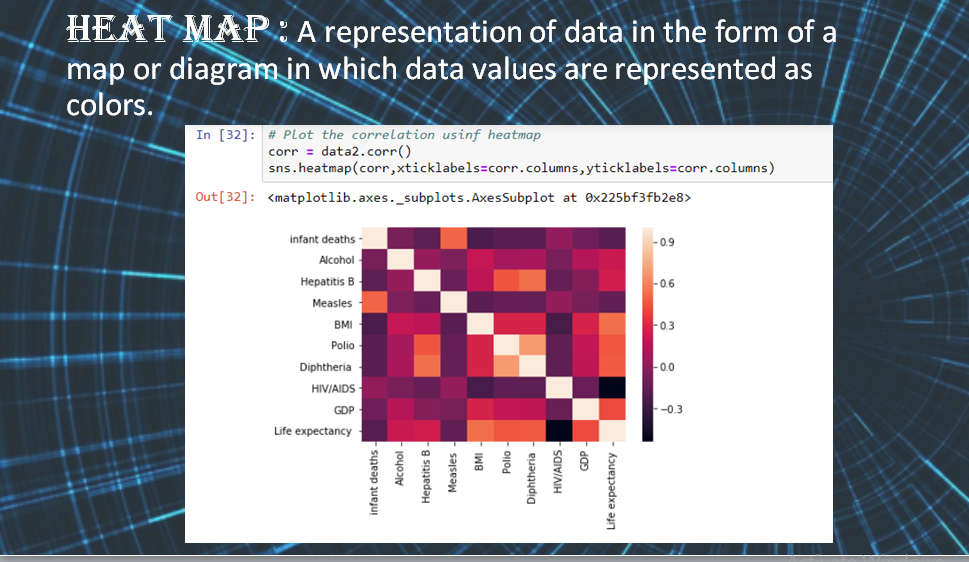 HEAT MAP : A representation of data in the form of a
map or diagram in which data values are represented as
colors.
In [32]: # Plot the correlation usinf heatmap
corr = data2.corr()
sns.heatmap(corr,xticklabels=corr.columns,yticklabels=corr.columns)
Out[32]: <matplotlib.axes._subplots.AxesSubplot at 0x225bf3fb2e8>
infant deaths
Alcohol
Hepatitis B
Measles
BMI
Polio
Diphtheria
HIV/AIDS
GDP
Life expectancy
0.9
0.6
0.3
0.0
−0.3
infant deaths
Alcohol
Hepatitis B
Measles
BMI
Polio
Diphtheria
HIV/AIDS
GDP
Life expectancy